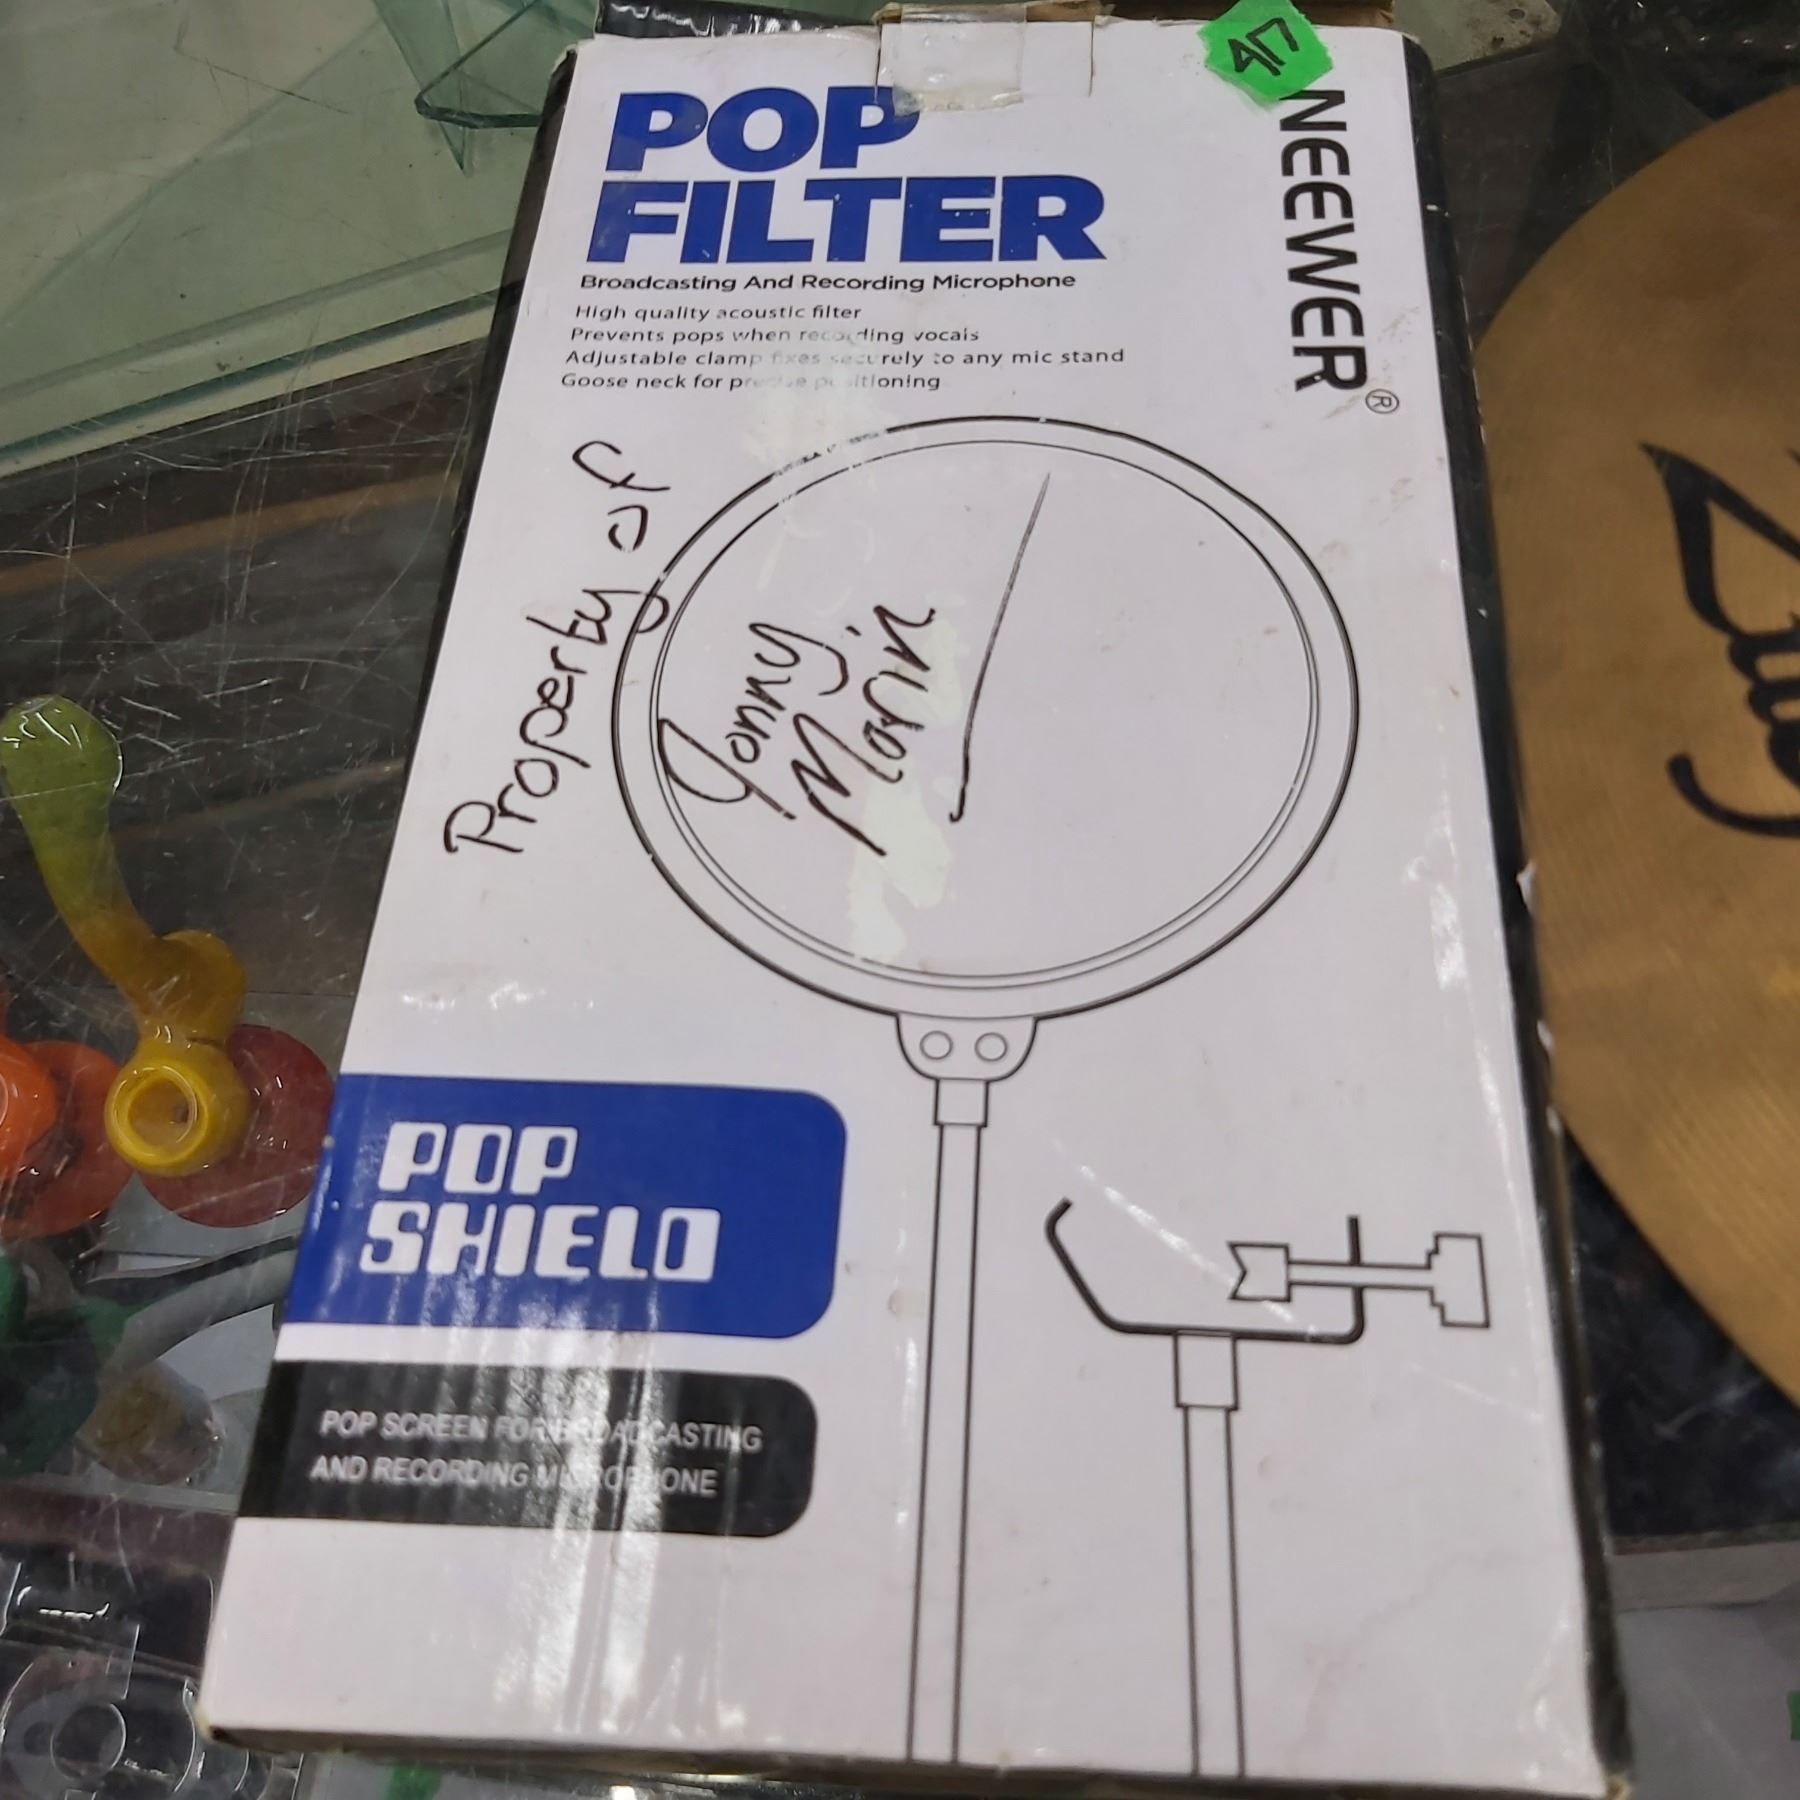 POP
FILTER
Broadcasting And Recording Microphone
High quality acoustic filter
Prevents pops when recording vocals
Adjustable clamp fixes securely to any mic stand
Goose neck for precise positioning
NEEWER®
Property of
Jonny
Marin
POP
SHIELD
POP SCREEN FOR BROADCASTING
AND RECORDING MICROPHONE